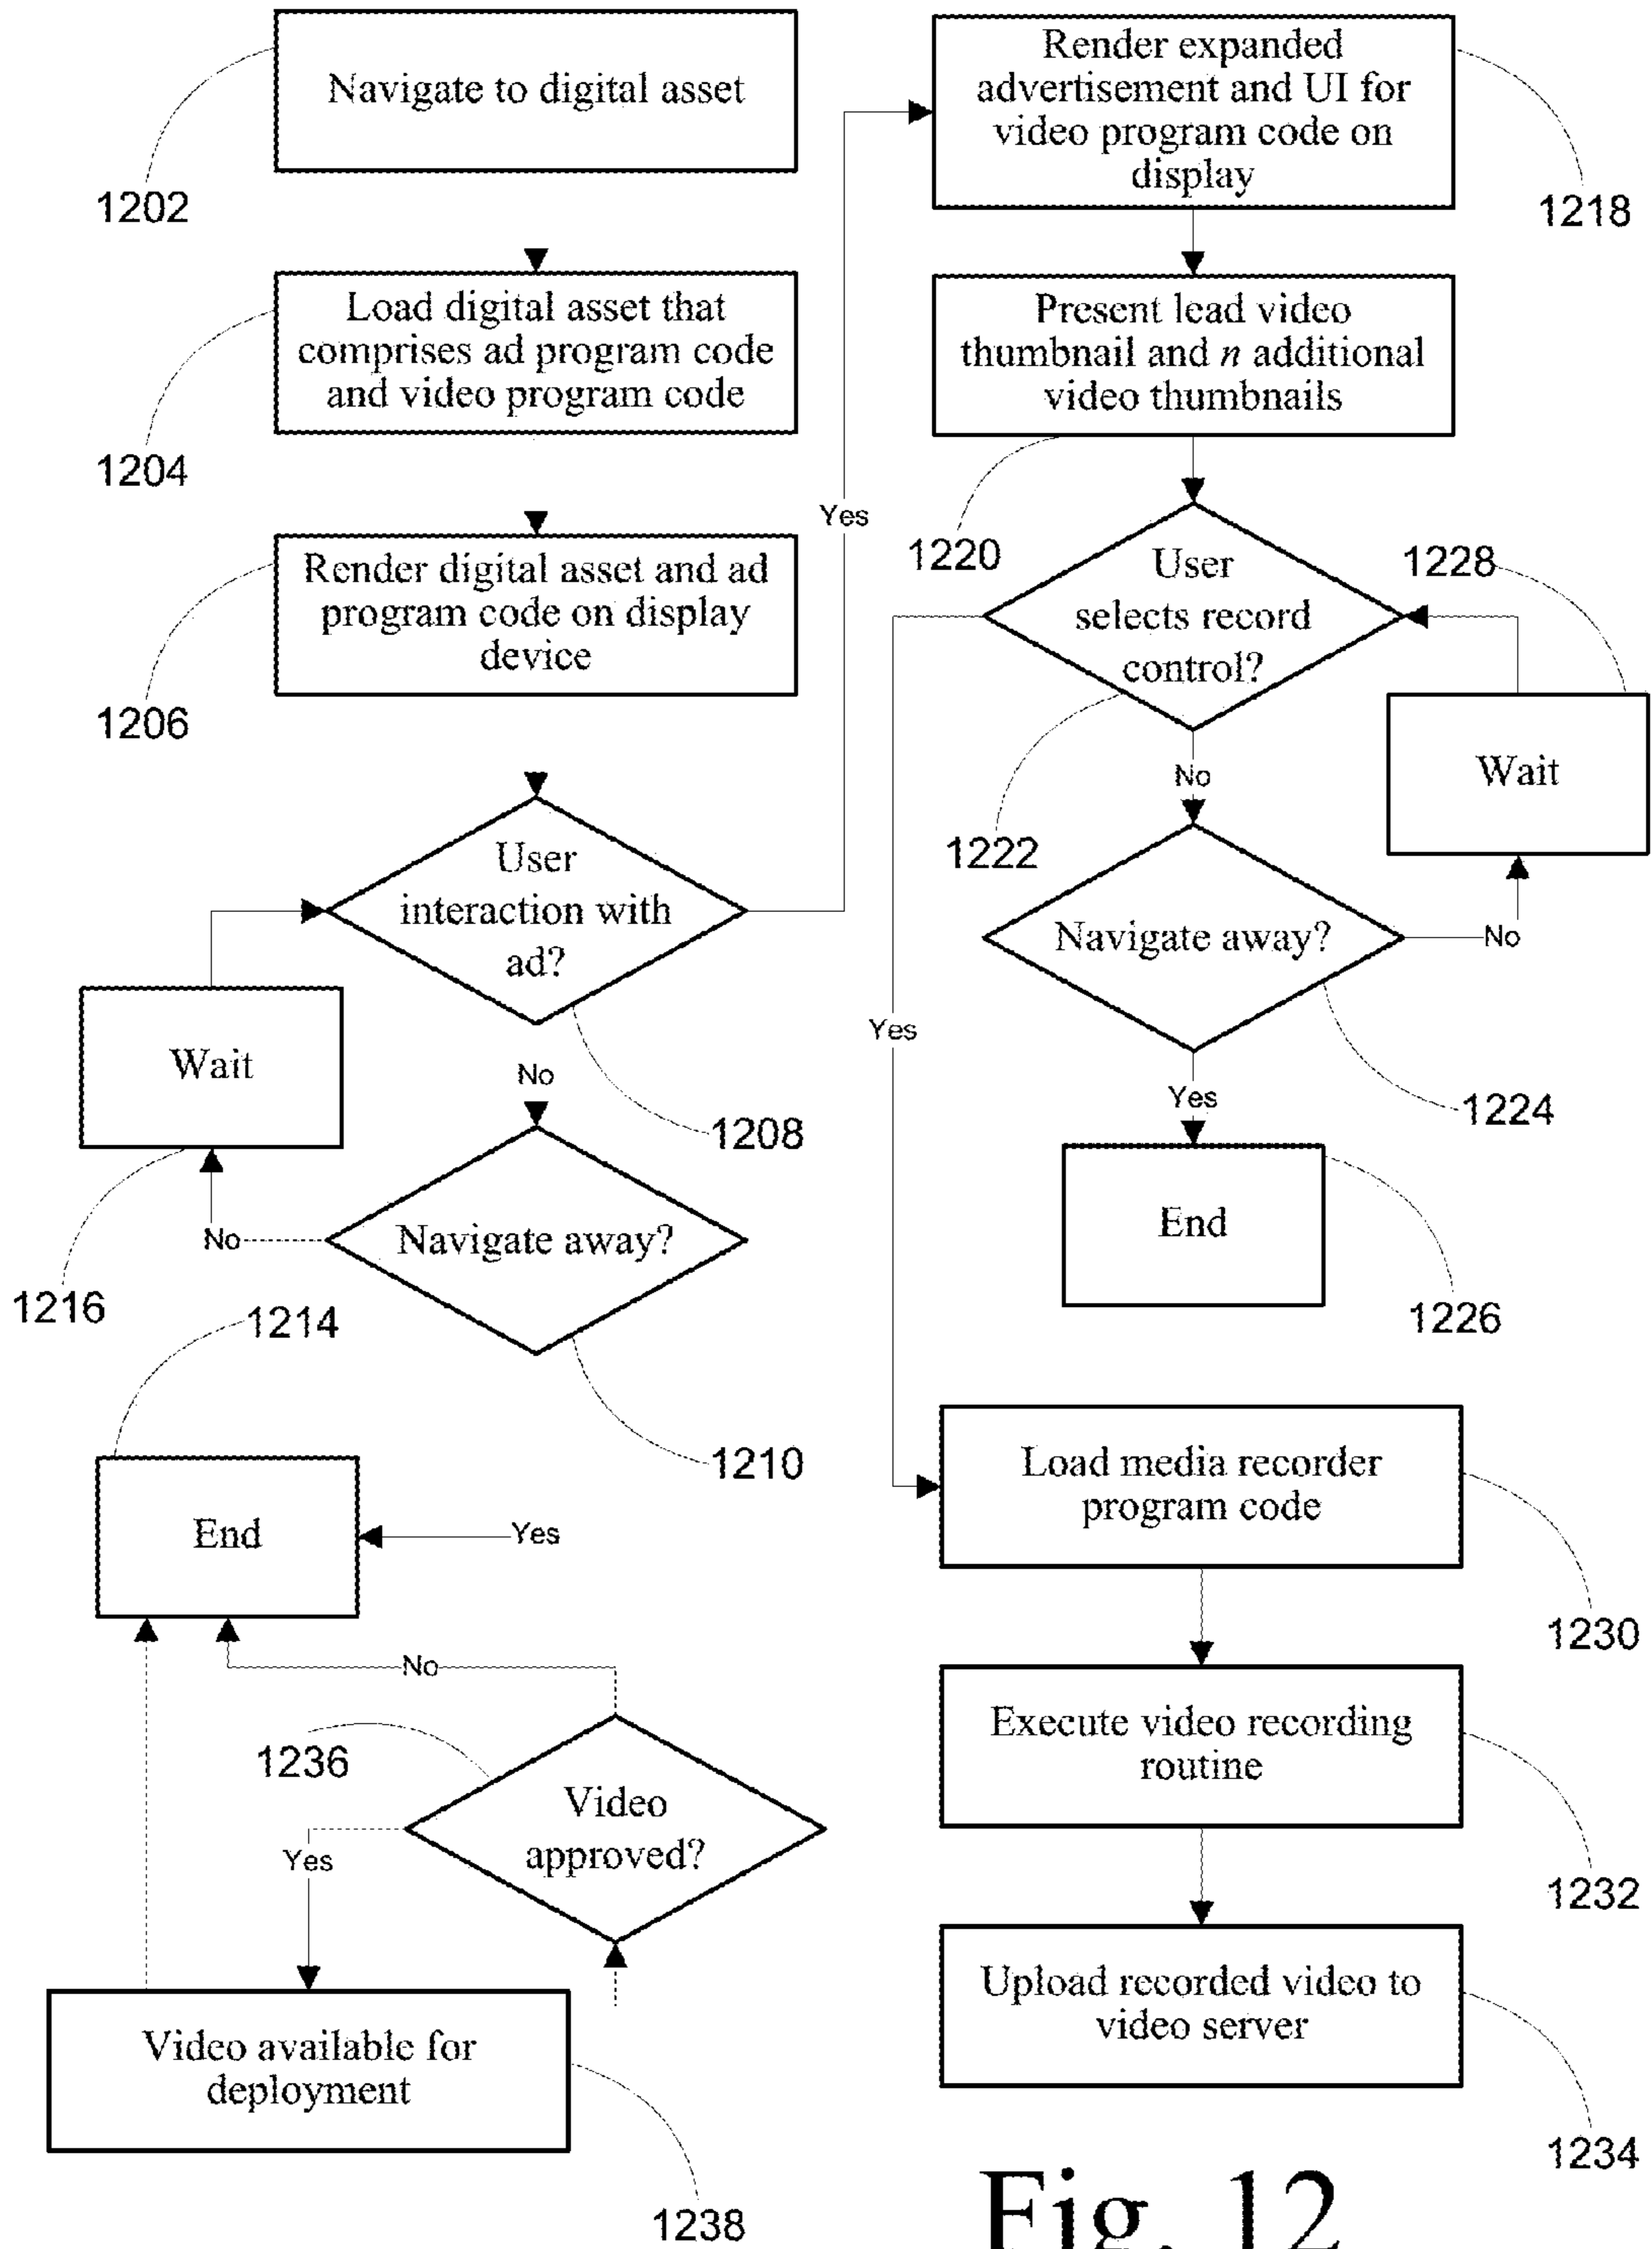 Navigate to digital asset
1202
Load digital asset that
comprises ad program code
and video program code
1204
Render digital asset and ad
program code on display
device
1206
User
interaction with
ad?
1208
Yes
No
Wait
1216
Navigate away?
1210
No
1214
End
Yes
No
1236
Video
approved?
Yes
Video available for
deployment
1238
Render expanded
advertisement and UI for
video program code on
display
1218
Present lead video
thumbnail and n additional
video thumbnails
1220
User
selects record
control?
1222
1228
Wait
No
Navigate away?
1224
No
Yes
End
1226
Yes
Load media recorder
program code
1230
Execute video recording
routine
1232
Upload recorded video to
video server
1234
Fig. 12